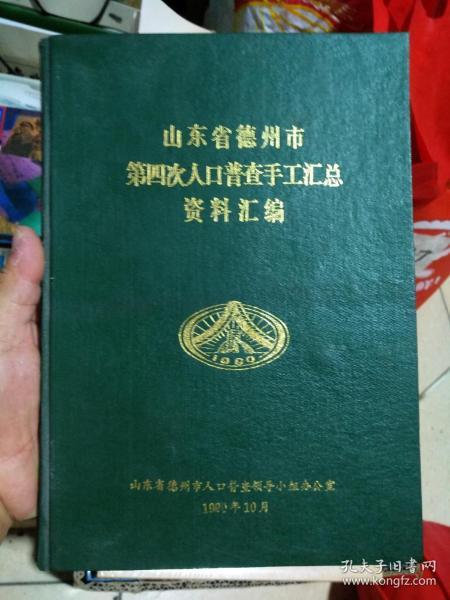 山东省德州市
第四次人口普查手工汇总
资料汇编
1990
山东省德州市人口普查领导小组办公室
1990年10月
孔夫子旧书网
www.kongfz.com